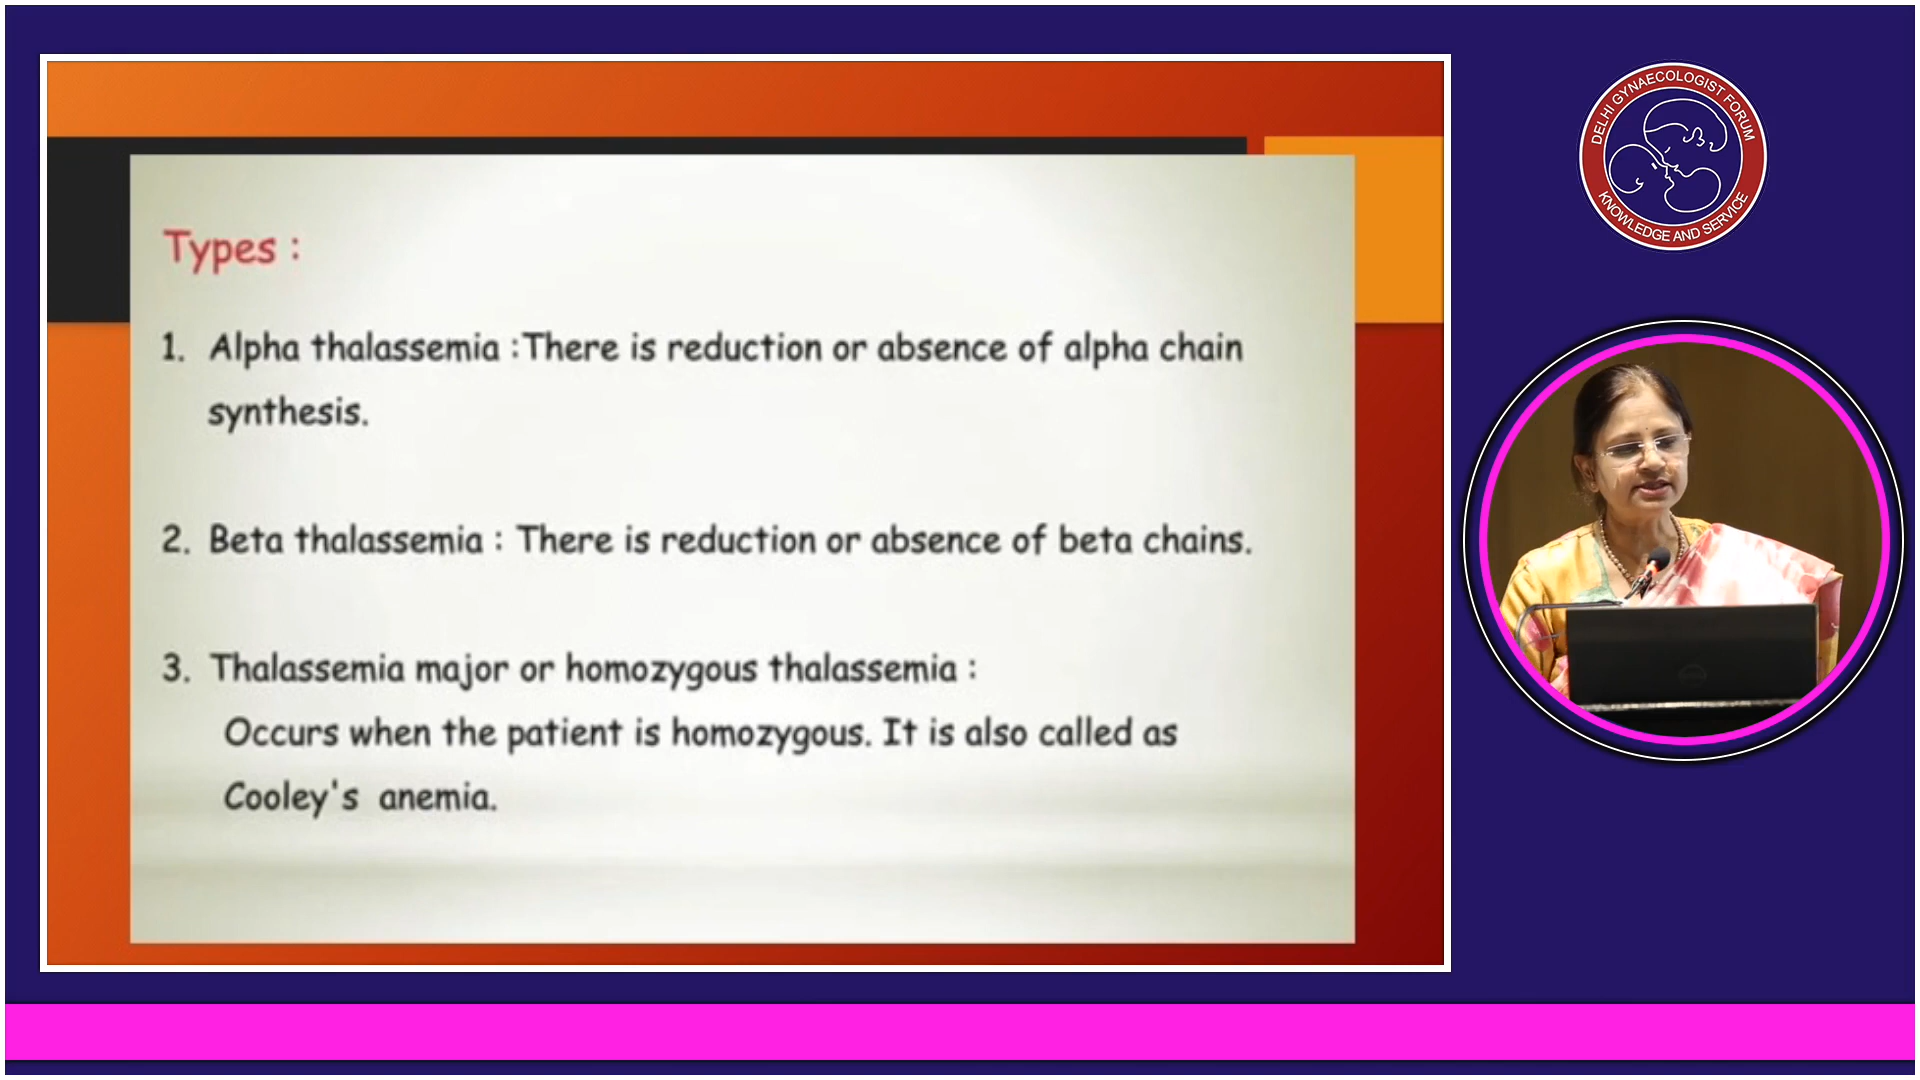 Types :
1. Alpha thalassemia :There is reduction or absence of alpha chain
synthesis.
2. Beta thalassemia : There is reduction or absence of beta chains.
3. Thalassemia major or homozygous thalassemia :
Occurs when the patient is homozygous. It is also called as
Cooley's anemia.
DELHI GYNAECOLOGIST FORUM
KNOWLEDGE AND SERVICE